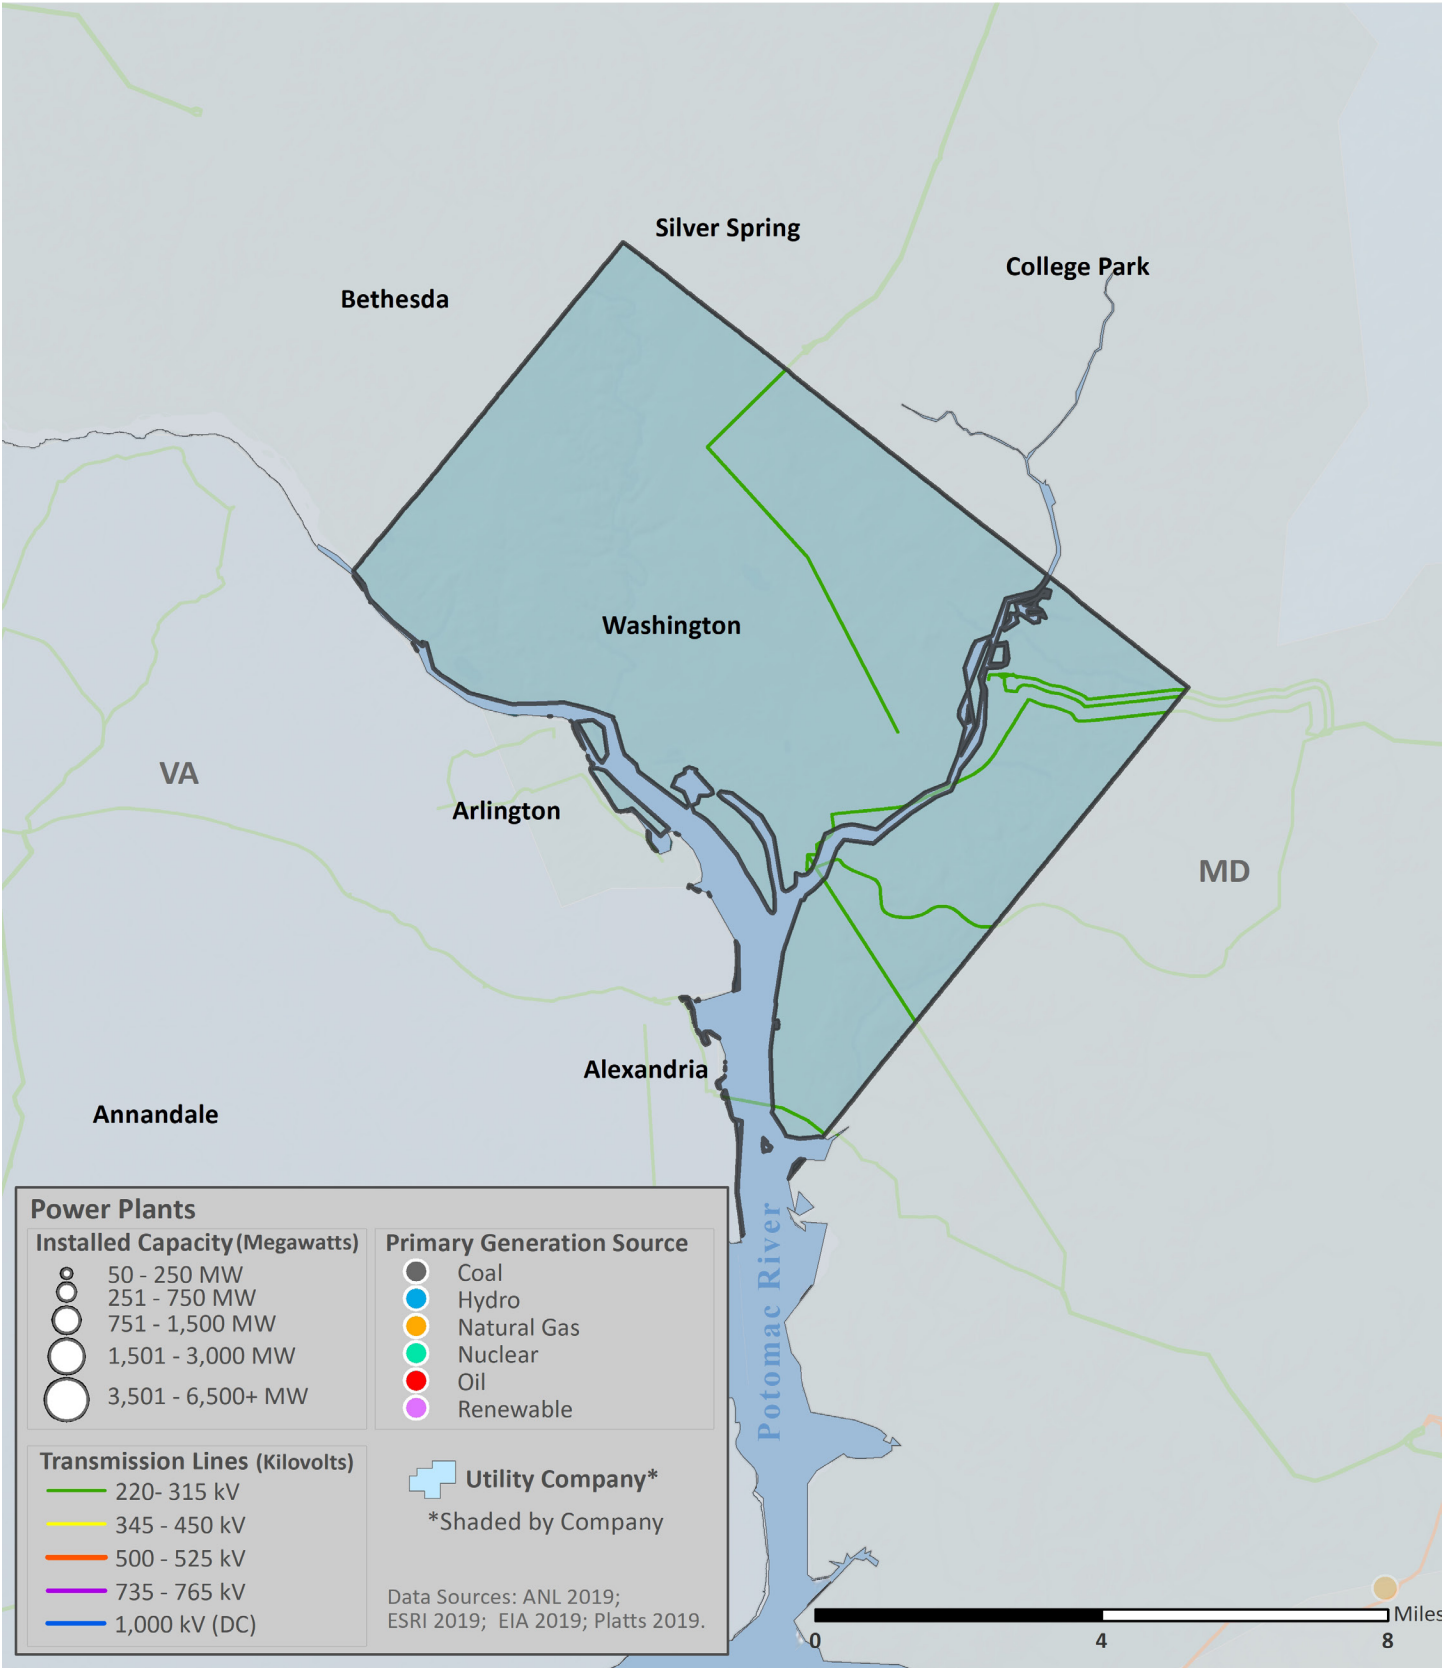 Silver Spring
College Park
Bethesda
Washington
VA
Arlington
MD
Alexandria
Annandale
Potomac River
Power Plants
Installed Capacity (Megawatts)
50 - 250 MW
251 - 750 MW
751 - 1,500 MW
1,501 - 3,000 MW
3,501 - 6,500+ MW
Primary Generation Source
Coal
Hydro
Natural Gas
Nuclear
Oil
Renewable
Transmission Lines (Kilovolts)
220- 315 kV
345 - 450 kV
500 - 525 kV
735 - 765 kV
1,000 kV (DC)
Utility Company*
*Shaded by Company
Data Sources: ANL 2019;
ESRI 2019; EIA 2019; Platts 2019.
Miles
0 4 8